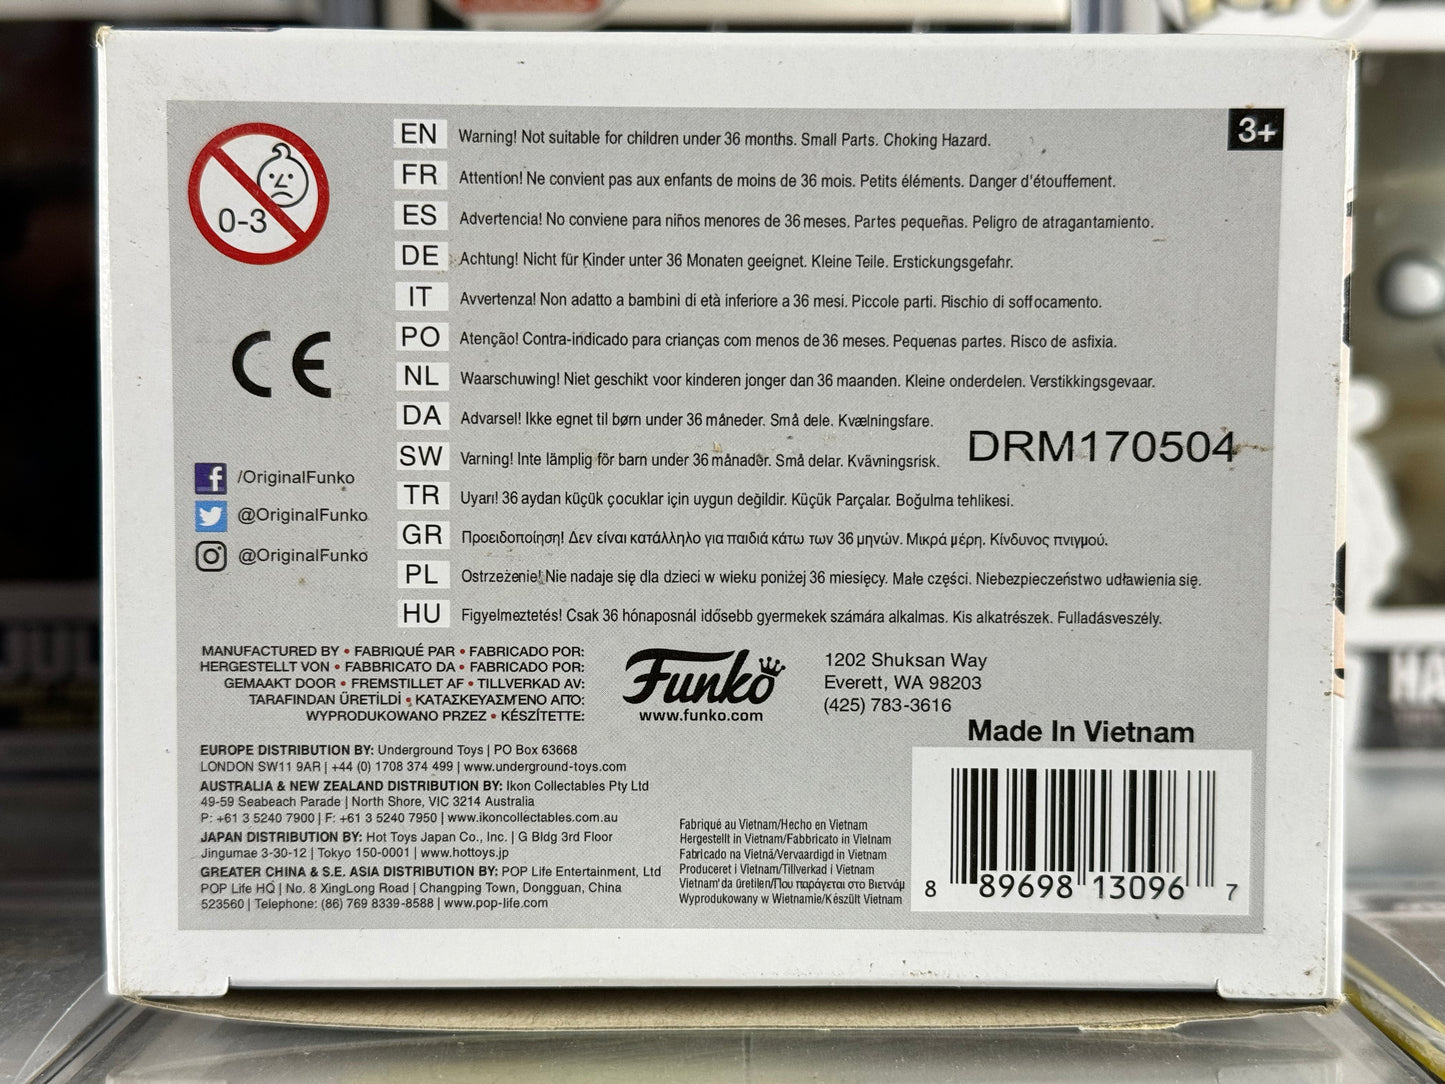 0-3
3+
EN Warning! Not suitable for children under 36 months. Small Parts. Choking Hazard.
FR Attention! Ne convient pas aux enfants de moins de 36 mois. Petits éléments. Danger d'étouffement.
ES Advertencia! No conviene para niños menores de 36 meses. Partes pequeñas. Peligro de atragantamiento.
DE Achtung! Nicht für Kinder unter 36 Monaten geeignet. Kleine Teile. Erstickungsgefahr.
IT Avvertenza! Non adatto a bambini di età inferiore a 36 mesi. Piccole parti. Rischio di soffocamento.
PO Atenção! Contra-indicado para crianças com menos de 36 meses. Pequenas partes. Risco de asfixia.
NL Waarschuwing! Niet geschikt voor kinderen jonger dan 36 maanden. Kleine onderdelen. Verstikkingsgevaar.
DA Advarsel! Ikke egnet til børn under 36 måneder. Små dele. Kvælningsfare.
SW Varning! Inte lämplig för barn under 36 månader. Små delar. Kvävningsrisk.
DRM170504
TR Uyarı! 36 aydan küçük çocuklar için uygun değildir. Küçük Parçalar. Boğulma tehlikesi.
GR Προειδοποίηση! Δεν είναι κατάλληλο για παιδιά κάτω των 36 μηνών. Μικρά μέρη. Κίνδυνος πνιγμού.
PL Ostrzeżenie! Nie nadaje się dla dzieci w wieku poniżej 36 miesięcy. Małe części. Niebezpieczeństwo udławienia się.
HU Figyelmeztetés! Csak 36 hónaposnál idősebb gyermekek számára alkalmas. Kis alkatrészek. Fulladásveszély.
CE
/OriginalFunko
@OriginalFunko
@OriginalFunko
MANUFACTURED BY • FABRIQUÉ PAR • FABRICADO POR:
HERGESTELLT VON • FABBRICATO DA • FABRICADO POR:
GEMAAKT DOOR • FREMSTILLET AF • TILLVERKAD AV:
TARAFINDAN ÜRETİLDİ • ΚΑΤΑΣΚΕΥΑΣΜΈΝΟ ΑΠΌ:
WYPRODUKOWANO PRZEZ • KÉSZÍTETTE:
Funko
www.funko.com
1202 Shuksan Way
Everett, WA 98203
(425) 783-3616
Made In Vietnam
EUROPE DISTRIBUTION BY: Underground Toys | PO Box 63668
LONDON SW11 9AR | +44 (0) 1708 374 499 | www.underground-toys.com
AUSTRALIA & NEW ZEALAND DISTRIBUTION BY: Ikon Collectables Pty Ltd
49-59 Seabeach Parade | North Shore, VIC 3214 Australia
P: +61 3 5240 7900 | F: +61 3 5240 7950 | www.ikoncollectables.com.au
JAPAN DISTRIBUTION BY: Hot Toys Japan Co., Inc. | G Bldg 3rd Floor
Jingumae 3-30-12 | Tokyo 150-0001 | www.hottoys.jp
GREATER CHINA & S.E. ASIA DISTRIBUTION BY: POP Life Entertainment, Ltd
POP Life HQ | No. 8 XingLong Road | Changping Town, Dongguan, China
523560 | Telephone: (86) 769 8339-8588 | www.pop-life.com
Fabriqué au Vietnam/Hecho en Vietnam
Hergestellt in Vietnam/Fabbricato in Vietnam
Fabricado na Vietnã/Vervaardigd in Vietnam
Produceret i Vietnam/Tillverkad i Vietnam
Vietnam'da üretilen/Που παράγεται στο Βιετνάμ
Wyprodukowany w Wietnamie/Készült Vietnam
8 89698 13096 7